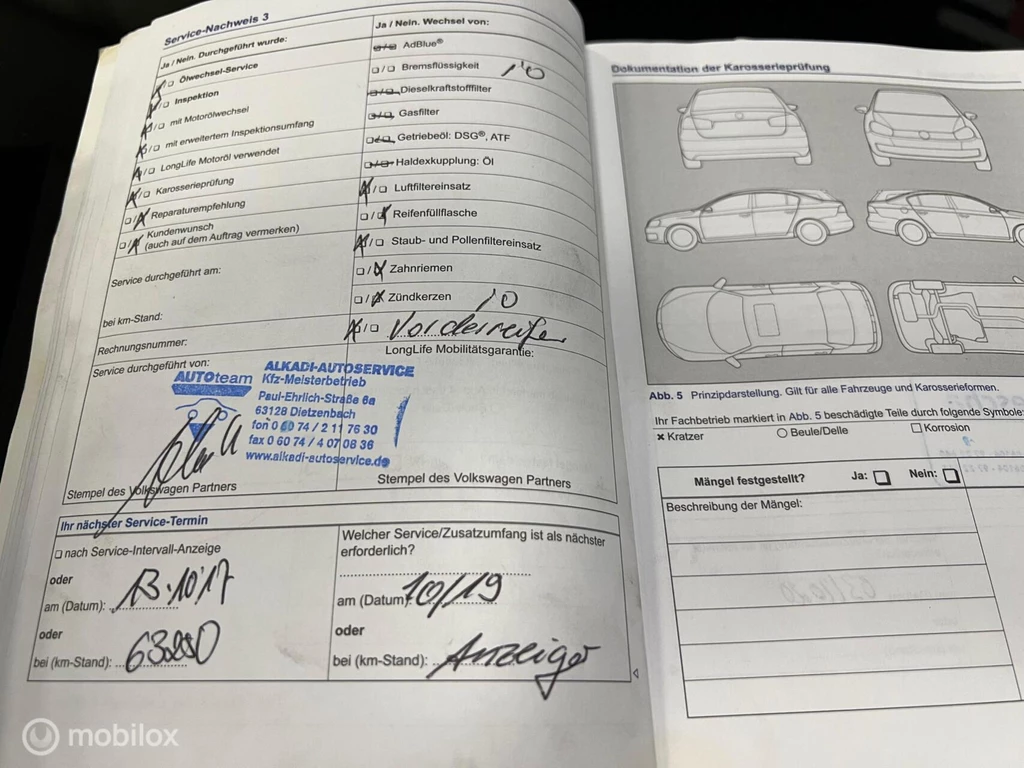 Service-Nachweis 3
Ja / Nein. Durchgeführt wurde:
Ölwechsel-Service
Inspektion
mit Motorölwechsel
mit erweitertem Inspektionsumfang
LongLife Motoröl verwendet
Karosserieprüfung
Reparaturempfehlung
Kundenwunsch
(auch auf dem Auftrag vermerken)
Service durchgeführt am:
bei km-Stand:
Rechnungsnummer:
Ja / Nein. Wechsel von:
AdBlue®
Bremsflüssigkeit
Dieselkraftstofffilter
Gasfilter
Getriebeöl: DSG®, ATF
Haldexkupplung: Öl
Luftfiltereinsatz
Reifenfüllflasche
Staub- und Pollenfiltereinsatz
Zahnriemen
Zündkerzen
Vorderreifen
LongLife Mobilitätsgarantie:
Service durchgeführt von:
AUTOteam
ALKADI-AUTOSERVICE
Kfz-Meisterbetrieb
Paul-Ehrlich-Straße 6a
63128 Dietzenbach
fon 0 60 74 / 2 11 76 30
fax 0 60 74 / 4 07 08 36
www.alkadi-autoservice.de
Stempel des Volkswagen Partners
Stempel des Volkswagen Partners
Ihr nächster Service-Termin
nach Service-Intervall-Anzeige
oder
am (Datum):
oder
bei (km-Stand):
Welcher Service/Zusatzumfang ist als nächster
erforderlich?
am (Datum): 10/19
oder
bei (km-Stand): Anzeiger
Dokumentation der Karosserieprüfung
Abb. 5 Prinzipdarstellung. Gilt für alle Fahrzeuge und Karosserieformen.
Ihr Fachbetrieb markiert in Abb. 5 beschädigte Teile durch folgende Symbole:
× Kratzer
Beule/Delle
Korrosion
Mängel festgestellt? Ja: Nein:
Beschreibung der Mängel:
mobilox